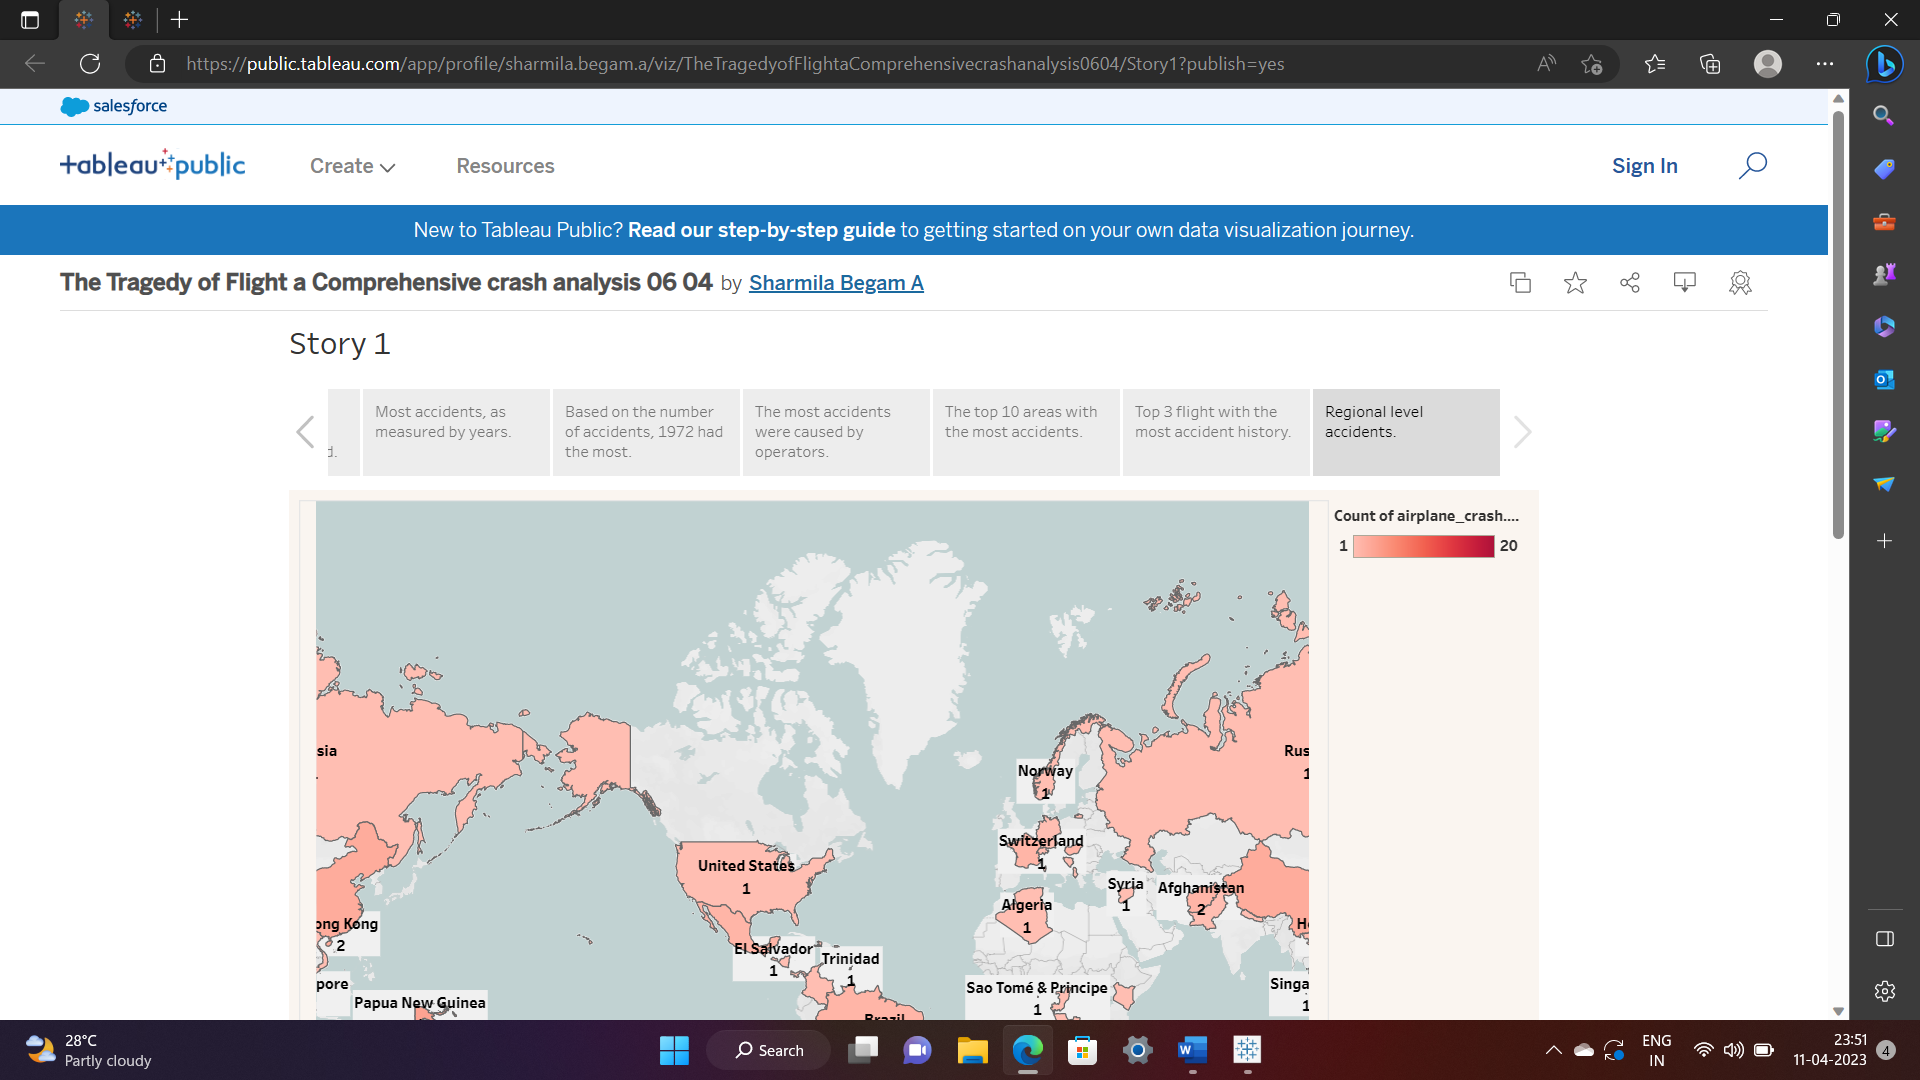 https://public.tableau.com/app/profile/sharmila.begam.a/viz/TheTragedyofFlightaComprehensivecrashanalysis0604/Story1?publish=yes
salesforce
+ableau+public
Create
Resources
Sign In
New to Tableau Public? Read our step-by-step guide to getting started on your own data visualization journey.
The Tragedy of Flight a Comprehensive crash analysis 06 04 by Sharmila Begam A
Story 1
d.
Most accidents, as
measured by years.
Based on the number
of accidents, 1972 had
the most.
The most accidents
were caused by
operators.
The top 10 areas with
the most accidents.
Top 3 flight with the
most accident history.
Regional level
accidents.
Count of airplane_crash....
1
20
sia
Rus
1
Norway
1
Switzerland
1
United States
1
Syria
1
Afghanistan
2
Algeria
1
ong Kong
2
H
El Salvador
1
Trinidad
1
pore
Papua New Guinea
Sao Tomé & Principe
1
Singa
1
Brazil
28°C
Partly cloudy
Search
ENG
IN
23:51
11-04-2023
4